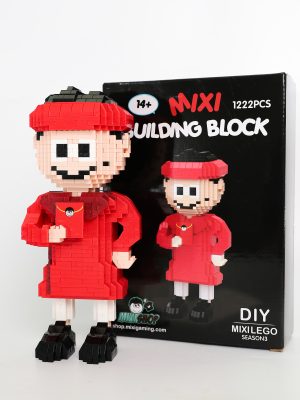 14+
MIXI
1222PCS
BUILDING BLOCK
DIY
MIXILEGO
SEASON3
shop.mixigaming.com